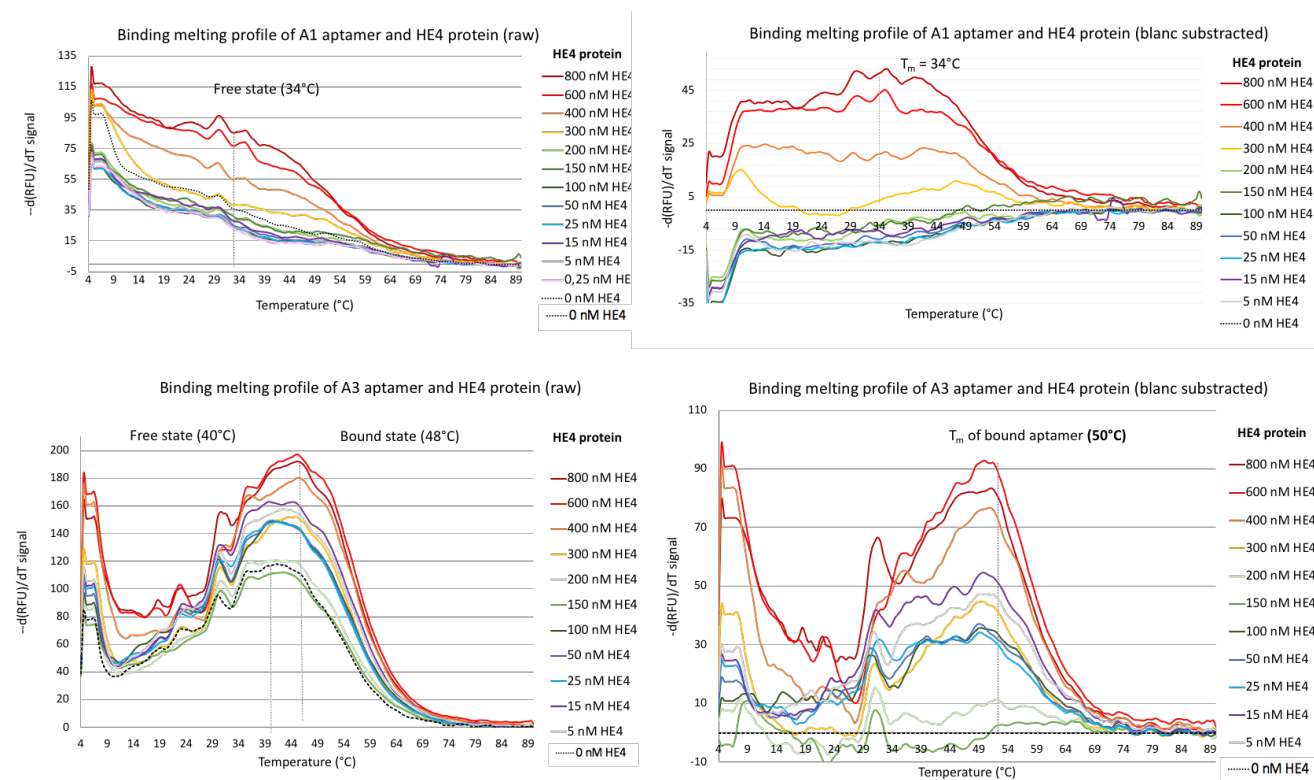 Binding melting profile of A1 aptamer and HE4 protein (raw)
--d(RFU)/dT signal
135
115
95
75
55
35
15
-5
Free state (34°C)
4 9 14 19 24 29 34 39 44 49 54 59 64 69 74 79 84 89
Temperature (°C)
HE4 protein
800 nM HE4
600 nM HE4
400 nM HE4
300 nM HE4
200 nM HE4
150 nM HE4
100 nM HE4
50 nM HE4
25 nM HE4
15 nM HE4
5 nM HE4
0,25 nM HE4
0 nM HE4
0 nM HE4
Binding melting profile of A1 aptamer and HE4 protein (blanc substracted)
-d(RFU)/dT signal
45
25
5
-15
-35
Tm = 34°C
4 9 14 19 24 29 34 39 44 49 54 59 64 69 74 79 84 89
Temperature (°C)
HE4 protein
800 nM HE4
600 nM HE4
400 nM HE4
300 nM HE4
200 nM HE4
150 nM HE4
100 nM HE4
50 nM HE4
25 nM HE4
15 nM HE4
5 nM HE4
0 nM HE4
Binding melting profile of A3 aptamer and HE4 protein (raw)
--d(RFU)/dT signal
200
180
160
140
120
100
80
60
40
20
0
Free state (40°C) Bound state (48°C)
4 9 14 19 24 29 34 39 44 49 54 59 64 69 74 79 84 89
Temperature (°C)
HE4 protein
800 nM HE4
600 nM HE4
400 nM HE4
300 nM HE4
200 nM HE4
150 nM HE4
100 nM HE4
50 nM HE4
25 nM HE4
15 nM HE4
5 nM HE4
0 nM HE4
Binding melting profile of A3 aptamer and HE4 protein (blanc substracted)
-d(RFU)/dT signal
110
90
70
50
30
10
-10
Tm of bound aptamer (50°C)
4 9 14 19 24 29 34 39 44 49 54 59 64 69 74 79 84 89
Temperature (°C)
HE4 protein
800 nM HE4
600 nM HE4
400 nM HE4
300 nM HE4
200 nM HE4
150 nM HE4
100 nM HE4
50 nM HE4
25 nM HE4
15 nM HE4
5 nM HE4
0 nM HE4